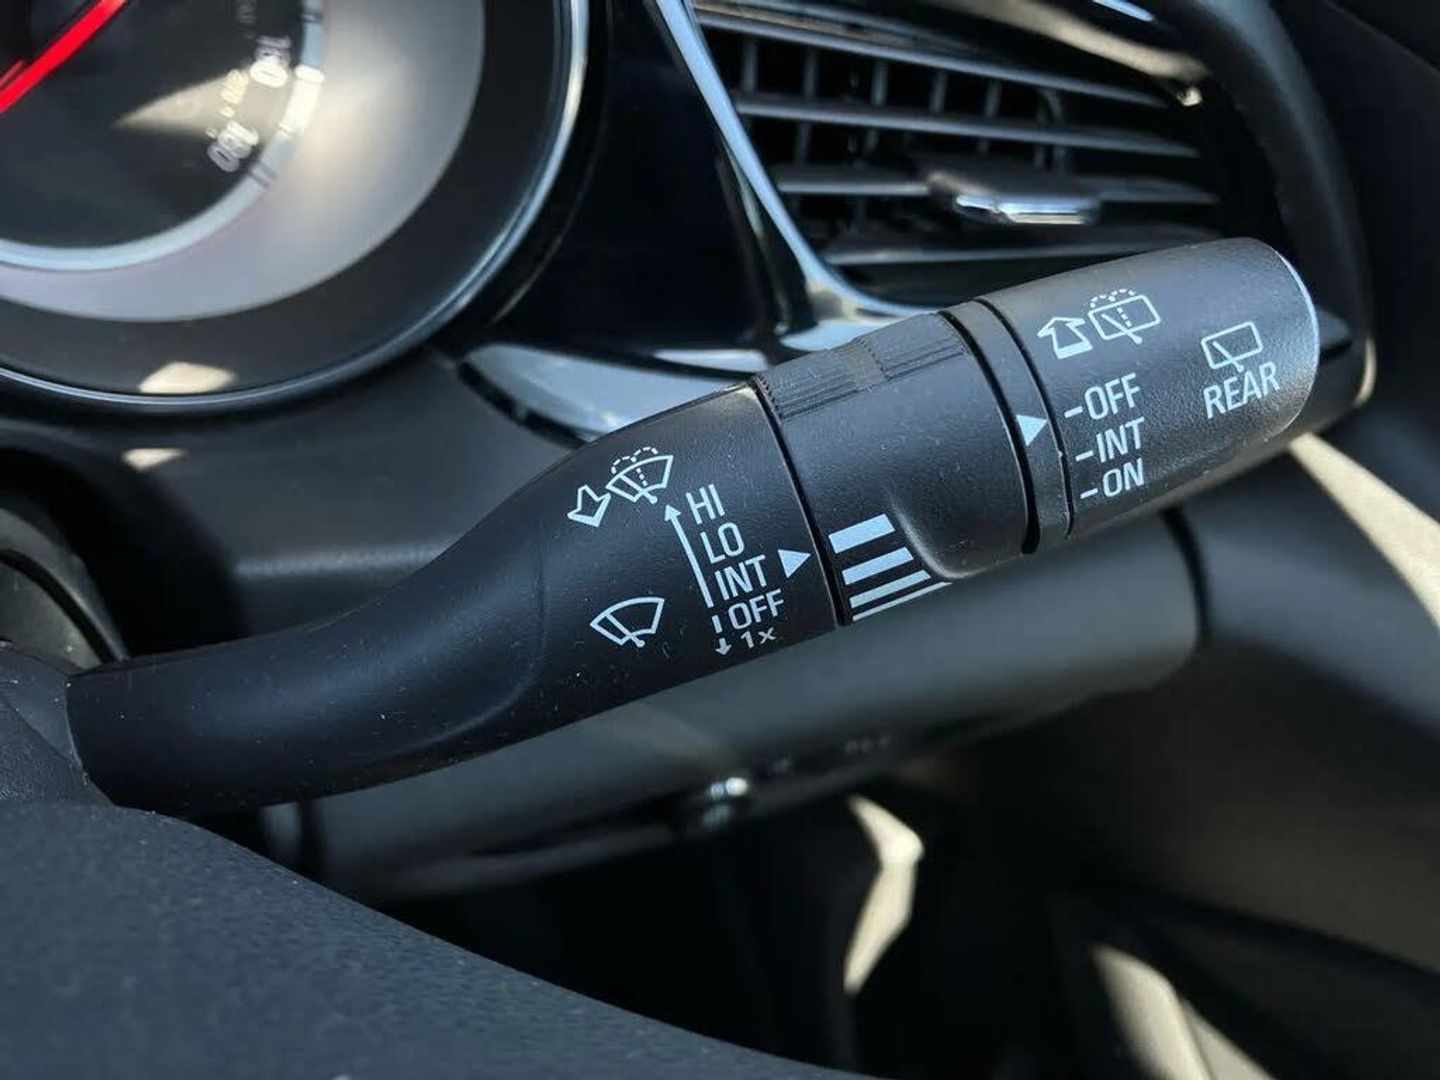 HI
LO
INT
OFF
1x
-OFF
-INT
-ON
REAR